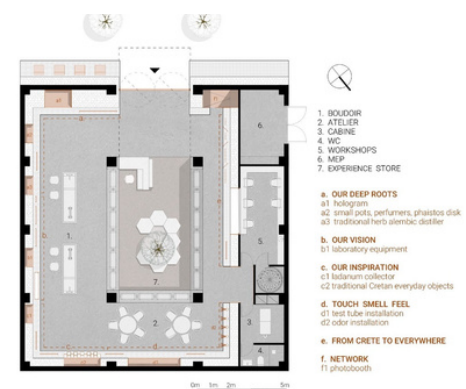 1. BOUDOIR
2. ATELIER
3. CABINE
4. WC
5. WORKSHOPS
6. MEP
7. EXPERIENCE STORE
a. OUR DEEP ROOTS
a1 hologram
a2 small pots, perfumers, phaistos disk
a3 traditional herb alembic distiller
b. OUR VISION
b1 laboratory equipment
c. OUR INSPIRATION
c1 ladanum collector
c2 traditional Cretan everyday objects
d. TOUCH SMELL FEEL
d1 test tube installation
d2 odor installation
e. FROM CRETE TO EVERYWHERE
f. NETWORK
f1 photobooth
6.
1.
5.
7.
2.
3.
4.
0m 1m 2m 5m